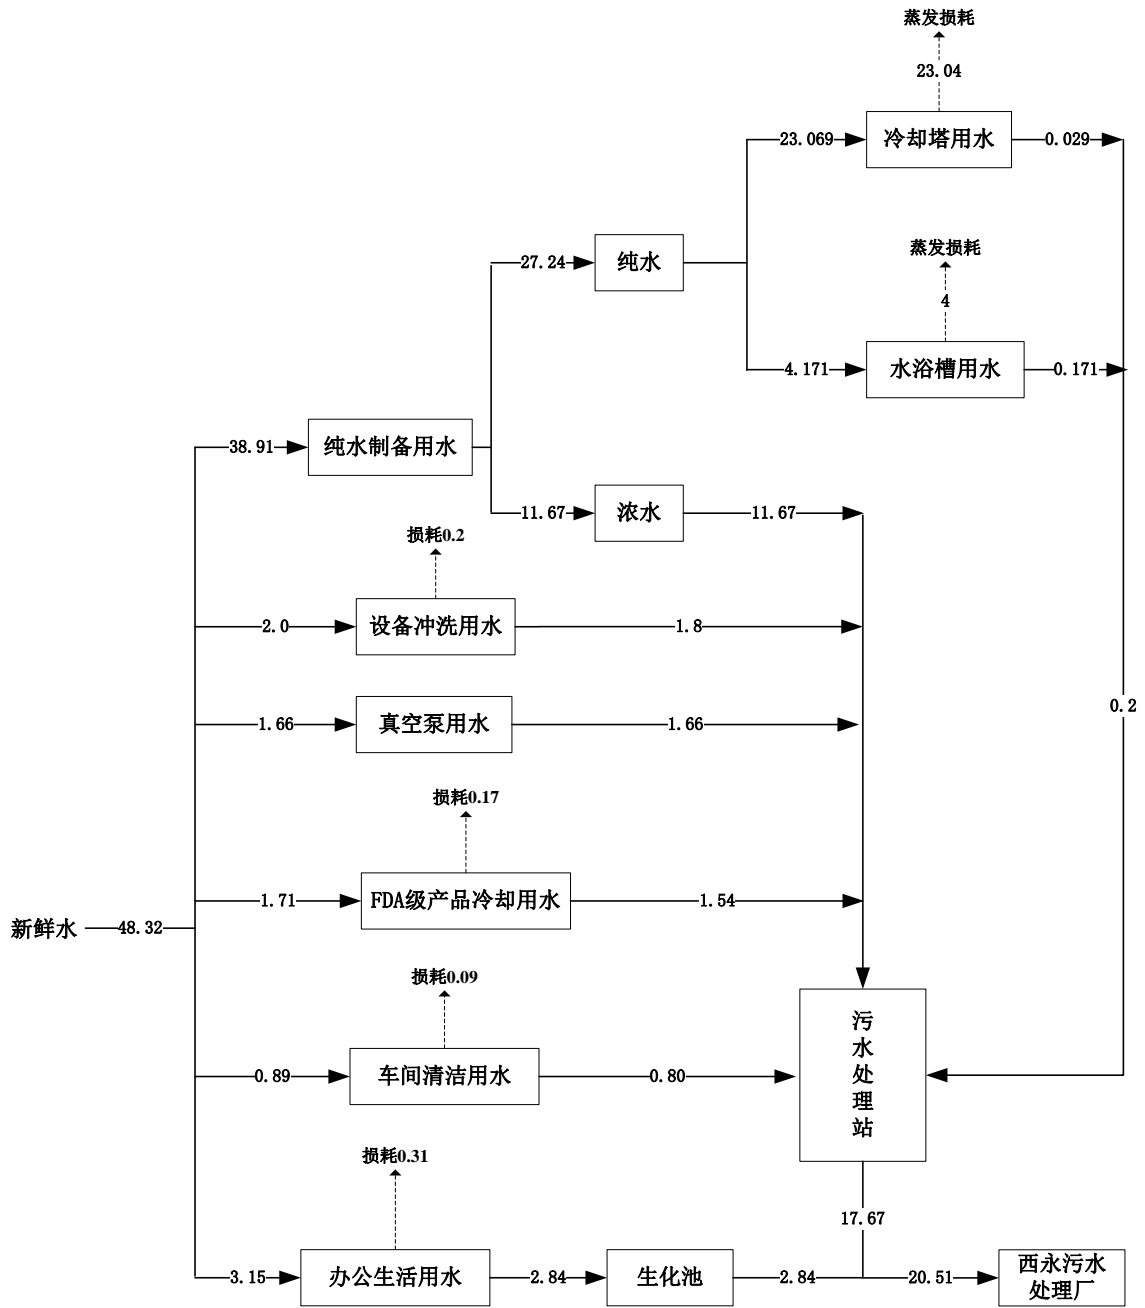 蒸发损耗
23.04
23.069
冷却塔用水
0.029
蒸发损耗
27.24
纯水
4
4.171
水浴槽用水
0.171
38.91
纯水制备用水
11.67
浓水
11.67
损耗0.2
2.0
设备冲洗用水
1.8
0.2
1.66
真空泵用水
1.66
损耗0.17
1.71
FDA级产品冷却用水
1.54
新鲜水
48.32
损耗0.09
污
水
处
理
站
0.89
车间清洁用水
0.80
损耗0.31
17.67
3.15
办公生活用水
2.84
生化池
2.84
20.51
西永污水
处理厂